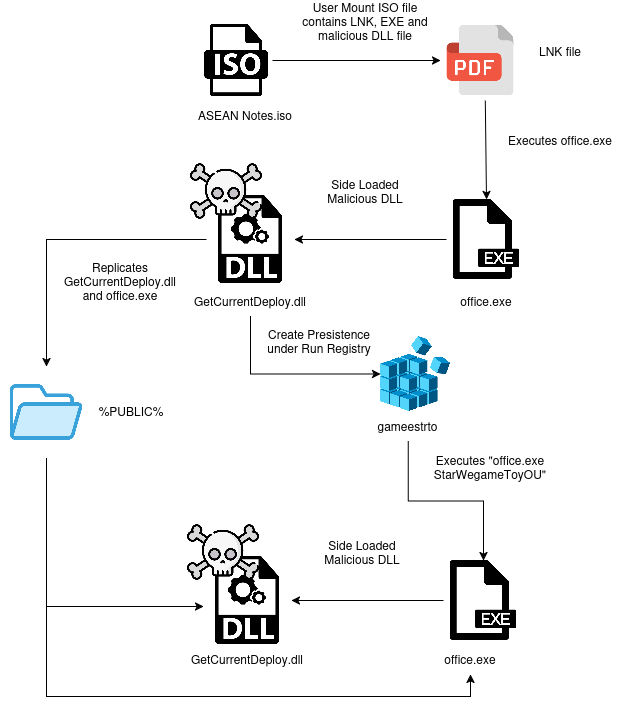 User Mount ISO file
contains LNK, EXE and
malicious DLL file
ISO
PDF
LNK file
ASEAN Notes.iso
Executes office.exe
Side Loaded
Malicious DLL
DLL
EXE
GetCurrentDeploy.dll
office.exe
Replicates
GetCurrentDeploy.dll
and office.exe
Create Presistence
under Run Registry
%PUBLIC%
gameestrto
Executes "office.exe
StarWegameToyOU"
Side Loaded
Malicious DLL
DLL
EXE
GetCurrentDeploy.dll
office.exe